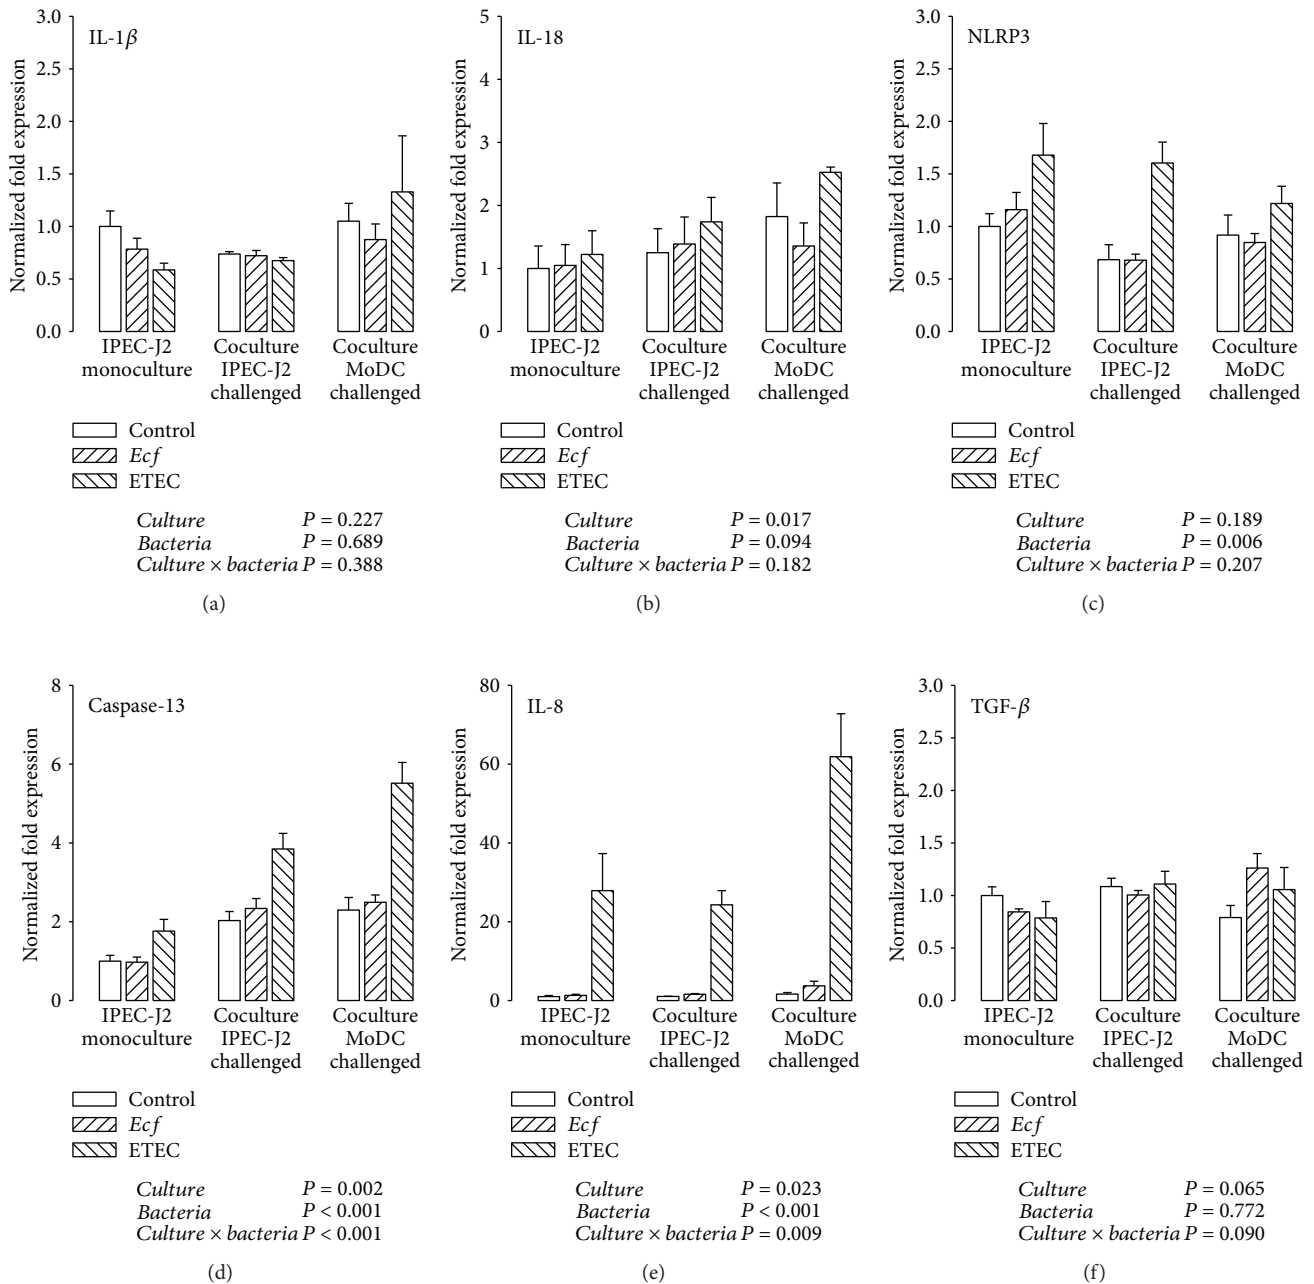 IL-1β
Normalized fold expression
3.0
2.5
2.0
1.5
1.0
0.5
0.0
IPEC-J2
monoculture
Coculture
IPEC-J2
challenged
Coculture
MoDC
challenged
Control
Ecf
ETEC
Culture P = 0.227
Bacteria P = 0.689
Culture × bacteria P = 0.388
(a)
IL-18
Normalized fold expression
5
4
3
2
1
0
IPEC-J2
monoculture
Coculture
IPEC-J2
challenged
Coculture
MoDC
challenged
Control
Ecf
ETEC
Culture P = 0.017
Bacteria P = 0.094
Culture × bacteria P = 0.182
(b)
NLRP3
Normalized fold expression
3.0
2.5
2.0
1.5
1.0
0.5
0.0
IPEC-J2
monoculture
Coculture
IPEC-J2
challenged
Coculture
MoDC
challenged
Control
Ecf
ETEC
Culture P = 0.189
Bacteria P = 0.006
Culture × bacteria P = 0.207
(c)
Caspase-13
Normalized fold expression
8
6
4
2
0
IPEC-J2
monoculture
Coculture
IPEC-J2
challenged
Coculture
MoDC
challenged
Control
Ecf
ETEC
Culture P = 0.002
Bacteria P < 0.001
Culture × bacteria P < 0.001
(d)
IL-8
Normalized fold expression
80
60
40
20
0
IPEC-J2
monoculture
Coculture
IPEC-J2
challenged
Coculture
MoDC
challenged
Control
Ecf
ETEC
Culture P = 0.023
Bacteria P < 0.001
Culture × bacteria P = 0.009
(e)
TGF-β
Normalized fold expression
3.0
2.5
2.0
1.5
1.0
0.5
0.0
IPEC-J2
monoculture
Coculture
IPEC-J2
challenged
Coculture
MoDC
challenged
Control
Ecf
ETEC
Culture P = 0.065
Bacteria P = 0.772
Culture × bacteria P = 0.090
(f)